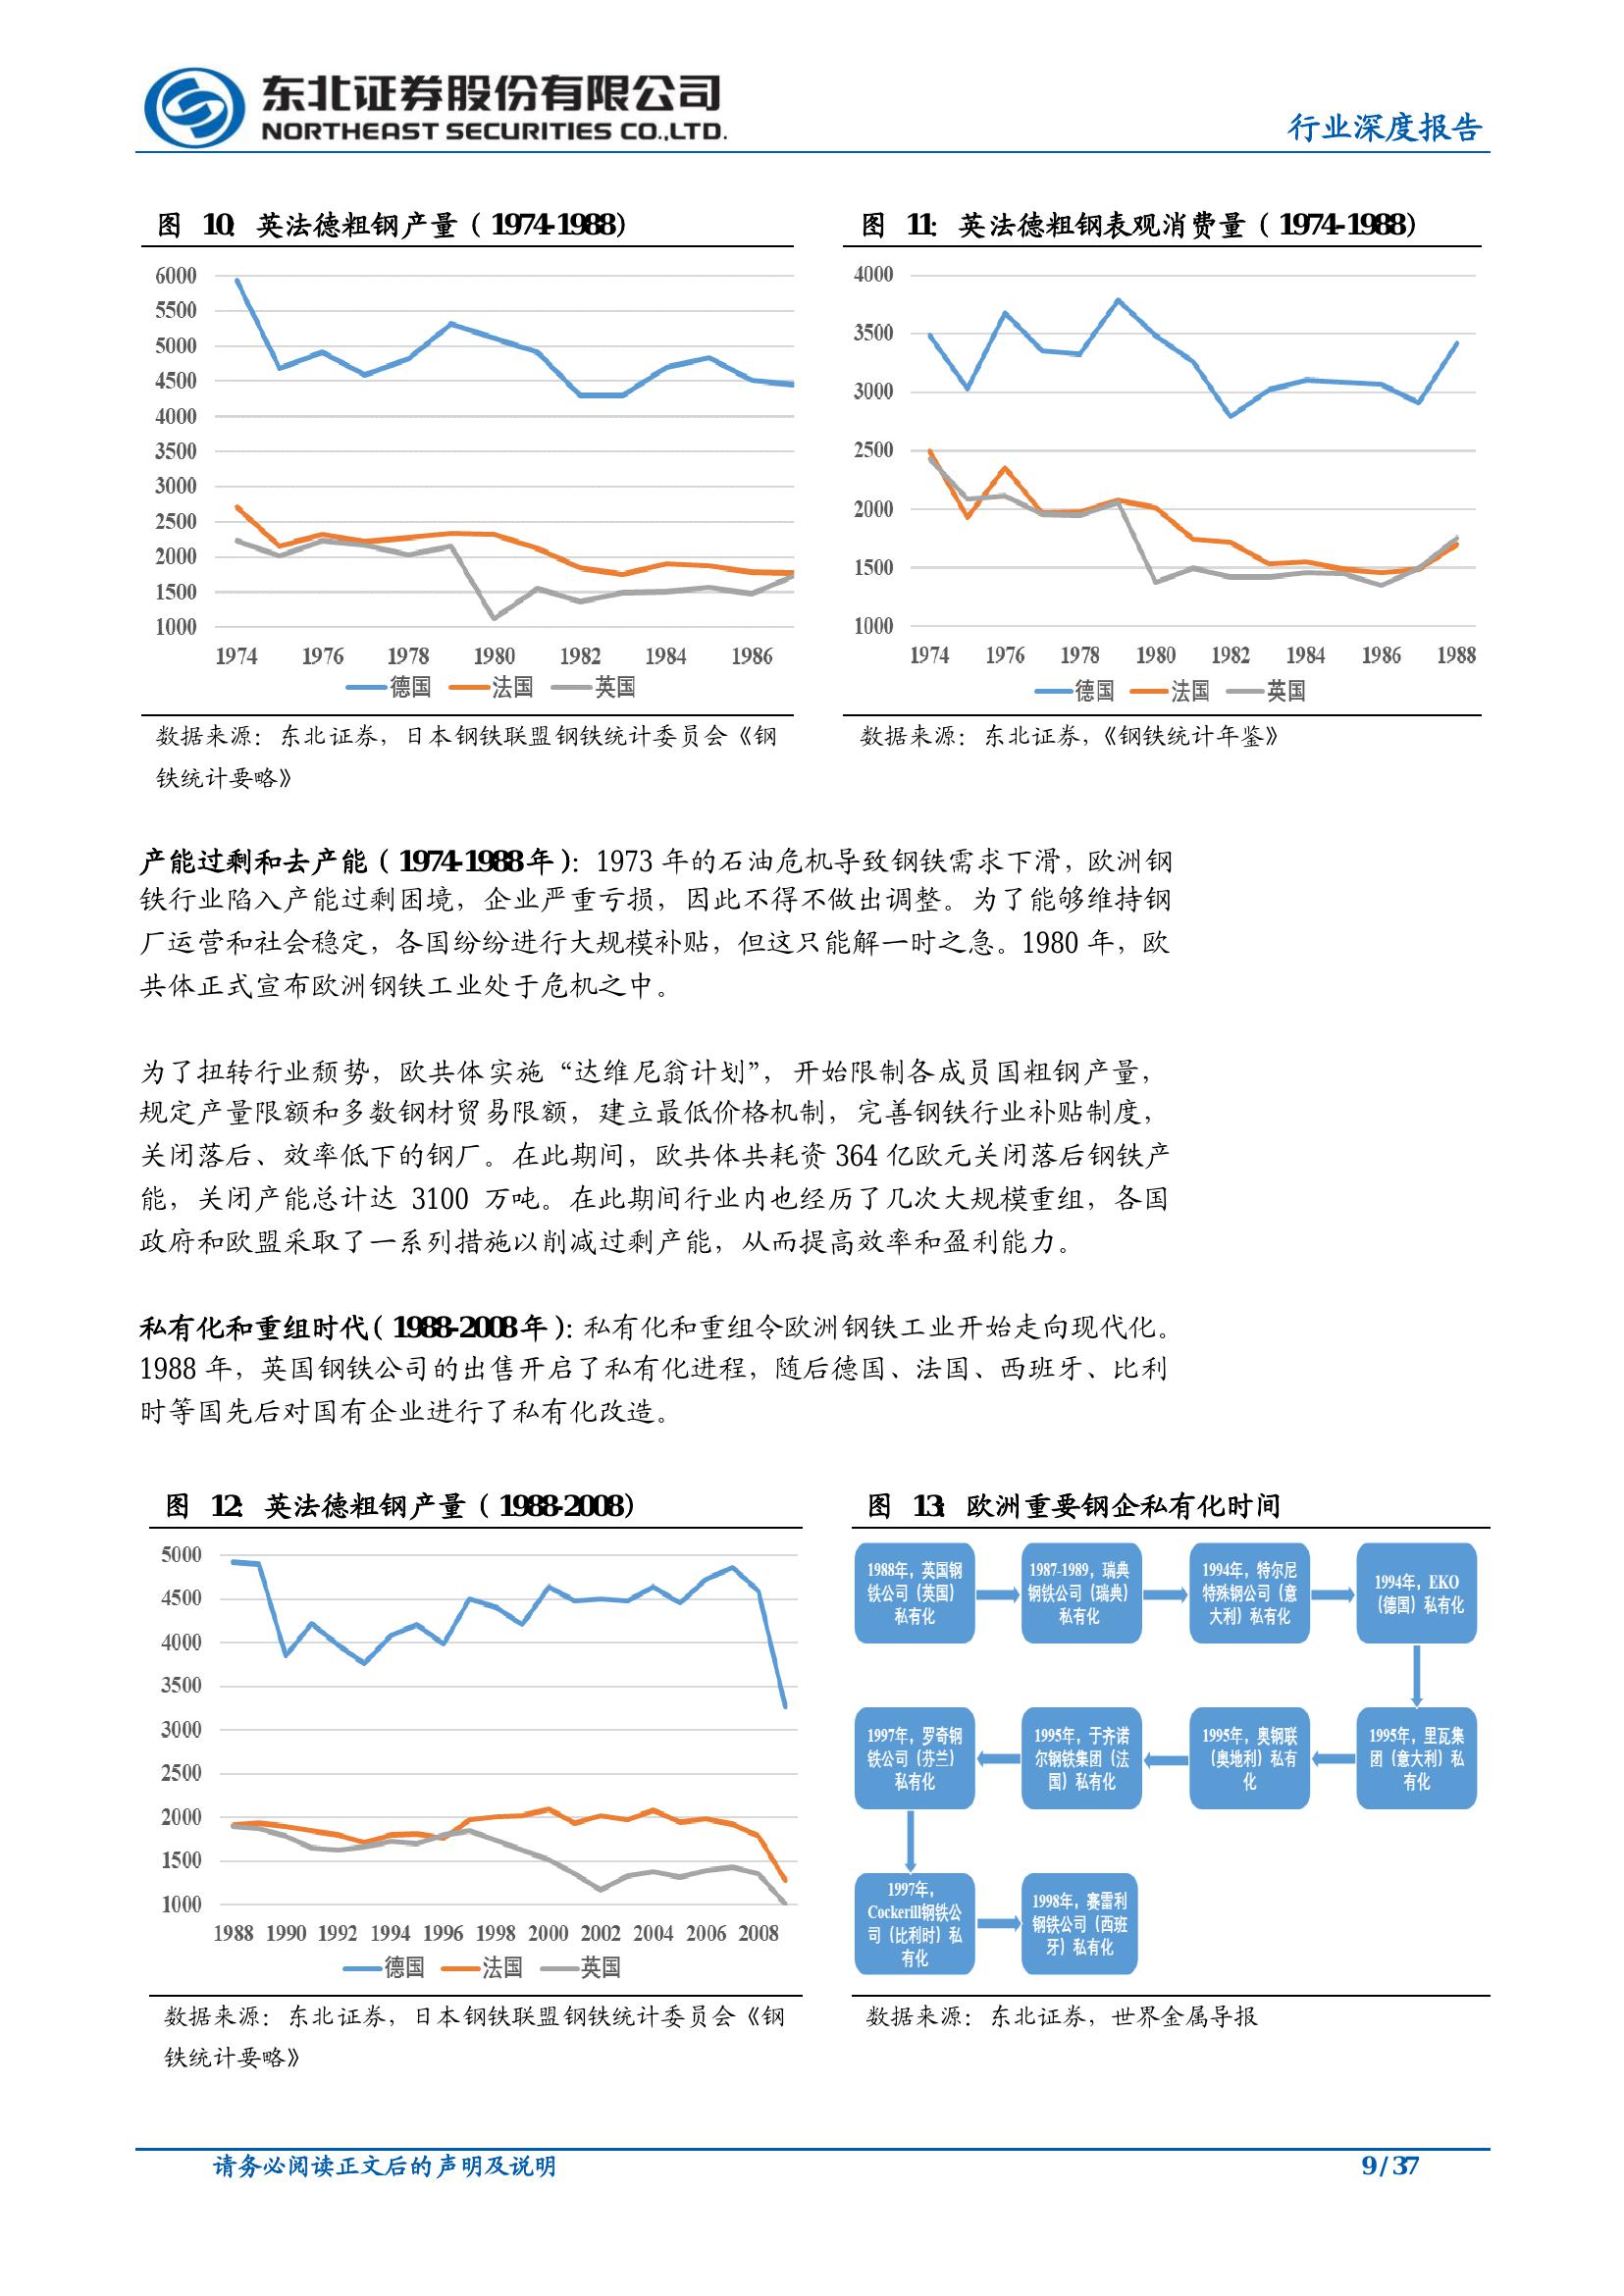 东北证券股份有限公司
NORTHEAST SECURITIES CO.,LTD.
行业深度报告
图 10: 英法德粗钢产量（1974-1988）
6000
5500
5000
4500
4000
3500
3000
2500
2000
1500
1000
1974 1976 1978 1980 1982 1984 1986
德国 法国 英国
数据来源：东北证券，日本钢铁联盟钢铁统计委员会《钢
铁统计要略》
图 11: 英法德粗钢表观消费量（1974-1988）
4000
3500
3000
2500
2000
1500
1000
1974 1976 1978 1980 1982 1984 1986 1988
德国 法国 英国
数据来源：东北证券，《钢铁统计年鉴》
产能过剩和去产能（1974-1988 年）：1973 年的石油危机导致钢铁需求下滑，欧洲钢
铁行业陷入产能过剩困境，企业严重亏损，因此不得不做出调整。为了能够维持钢
厂运营和社会稳定，各国纷纷进行大规模补贴，但这只能解一时之急。1980 年，欧
共体正式宣布欧洲钢铁工业处于危机之中。
为了扭转行业颓势，欧共体实施“达维尼翁计划”，开始限制各成员国粗钢产量，
规定产量限额和多数钢材贸易限额，建立最低价格机制，完善钢铁行业补贴制度，
关闭落后、效率低下的钢厂。在此期间，欧共体共耗资 364 亿欧元关闭落后钢铁产
能，关闭产能总计达 3100 万吨。在此期间行业内也经历了几次大规模重组，各国
政府和欧盟采取了一系列措施以削减过剩产能，从而提高效率和盈利能力。
私有化和重组时代（1988-2008 年）：私有化和重组令欧洲钢铁工业开始走向现代化。
1988 年，英国钢铁公司的出售开启了私有化进程，随后德国、法国、西班牙、比利
时等国先后对国有企业进行了私有化改造。
图 12: 英法德粗钢产量（1988-2008）
5000
4500
4000
3500
3000
2500
2000
1500
1000
1988 1990 1992 1994 1996 1998 2000 2002 2004 2006 2008
德国 法国 英国
数据来源：东北证券，日本钢铁联盟钢铁统计委员会《钢
铁统计要略》
图 13: 欧洲重要钢企私有化时间
1988年，英国钢
铁公司（英国）
私有化
1987-1989，瑞典
钢铁公司（瑞典）
私有化
1994年，特尔尼
特殊钢公司（意
大利）私有化
1994年，EKO
（德国）私有化
1995年，里瓦集
团（意大利）私
有化
1995年，奥钢联
（奥地利）私有
化
1995年，于齐诺
尔钢铁集团（法
国）私有化
1997年，罗奇钢
铁公司（芬兰）
私有化
1997年，
Cockerill钢铁公
司（比利时）私
有化
1998年，赛雷利
钢铁公司（西班
牙）私有化
数据来源：东北证券，世界金属导报
请务必阅读正文后的声明及说明
9 / 37